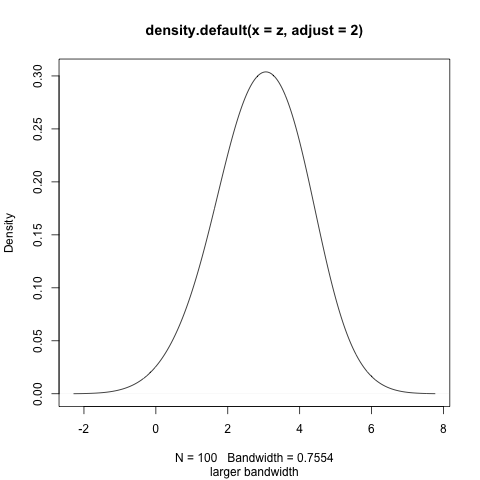 density.default(x = z, adjust = 2)
Density
0.30
0.25
0.20
0.15
0.10
0.05
0.00
-2 0 2 4 6 8
N = 100 Bandwidth = 0.7554
larger bandwidth